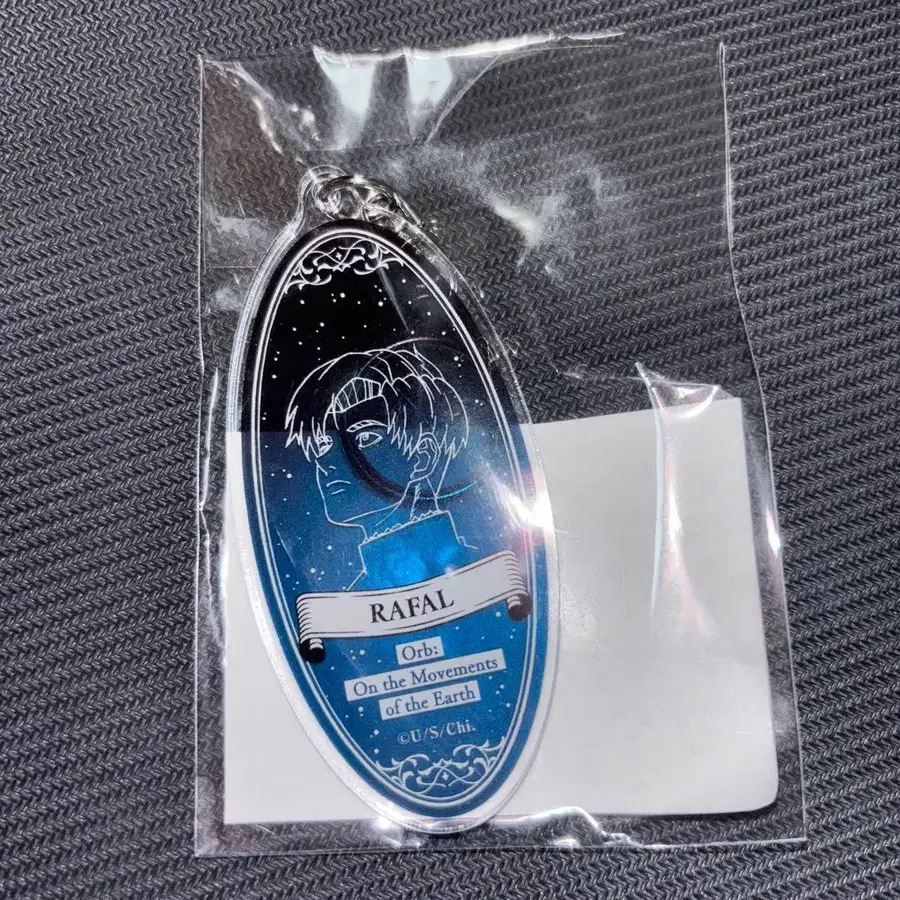 RAFAL
Orb:
On the Movements
of the Earth
©U/S/Chi.